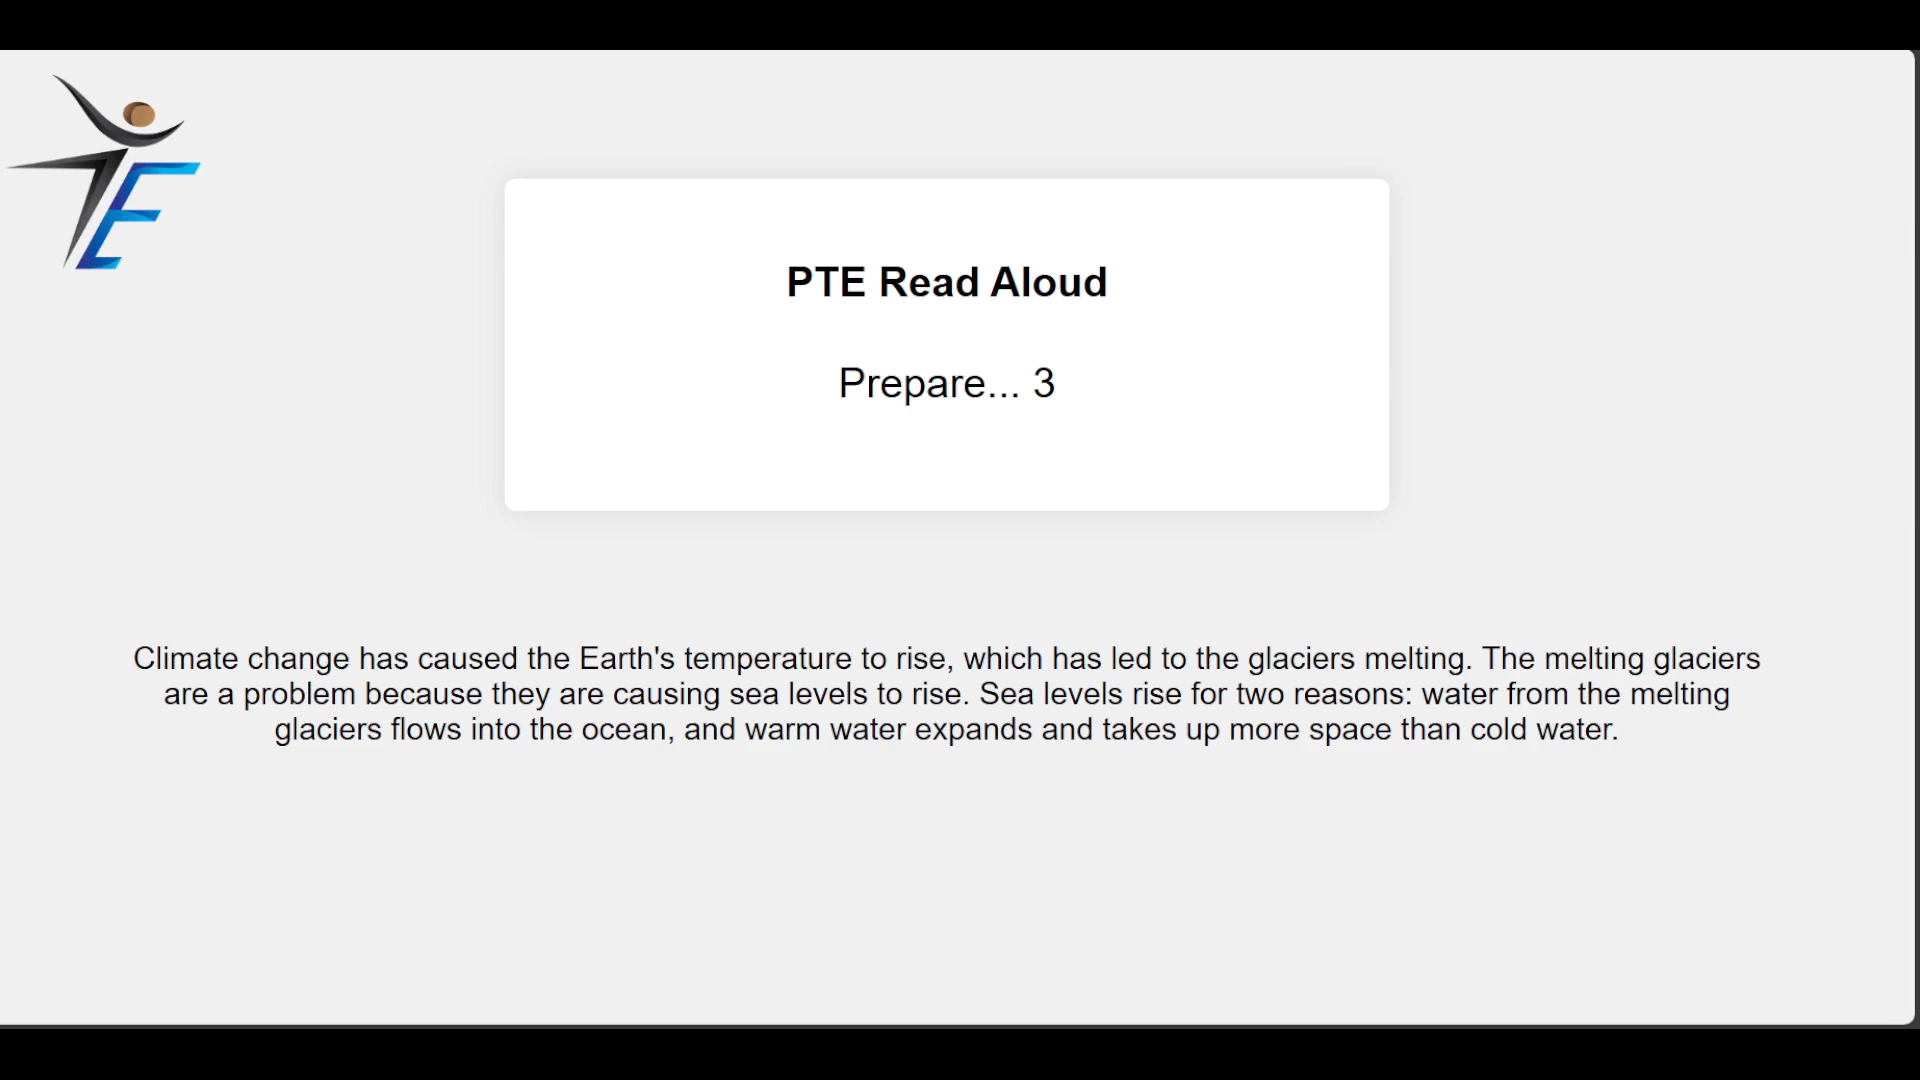 PTE Read Aloud
Prepare... 3
Climate change has caused the Earth's temperature to rise, which has led to the glaciers melting. The melting glaciers
are a problem because they are causing sea levels to rise. Sea levels rise for two reasons: water from the melting
glaciers flows into the ocean, and warm water expands and takes up more space than cold water.